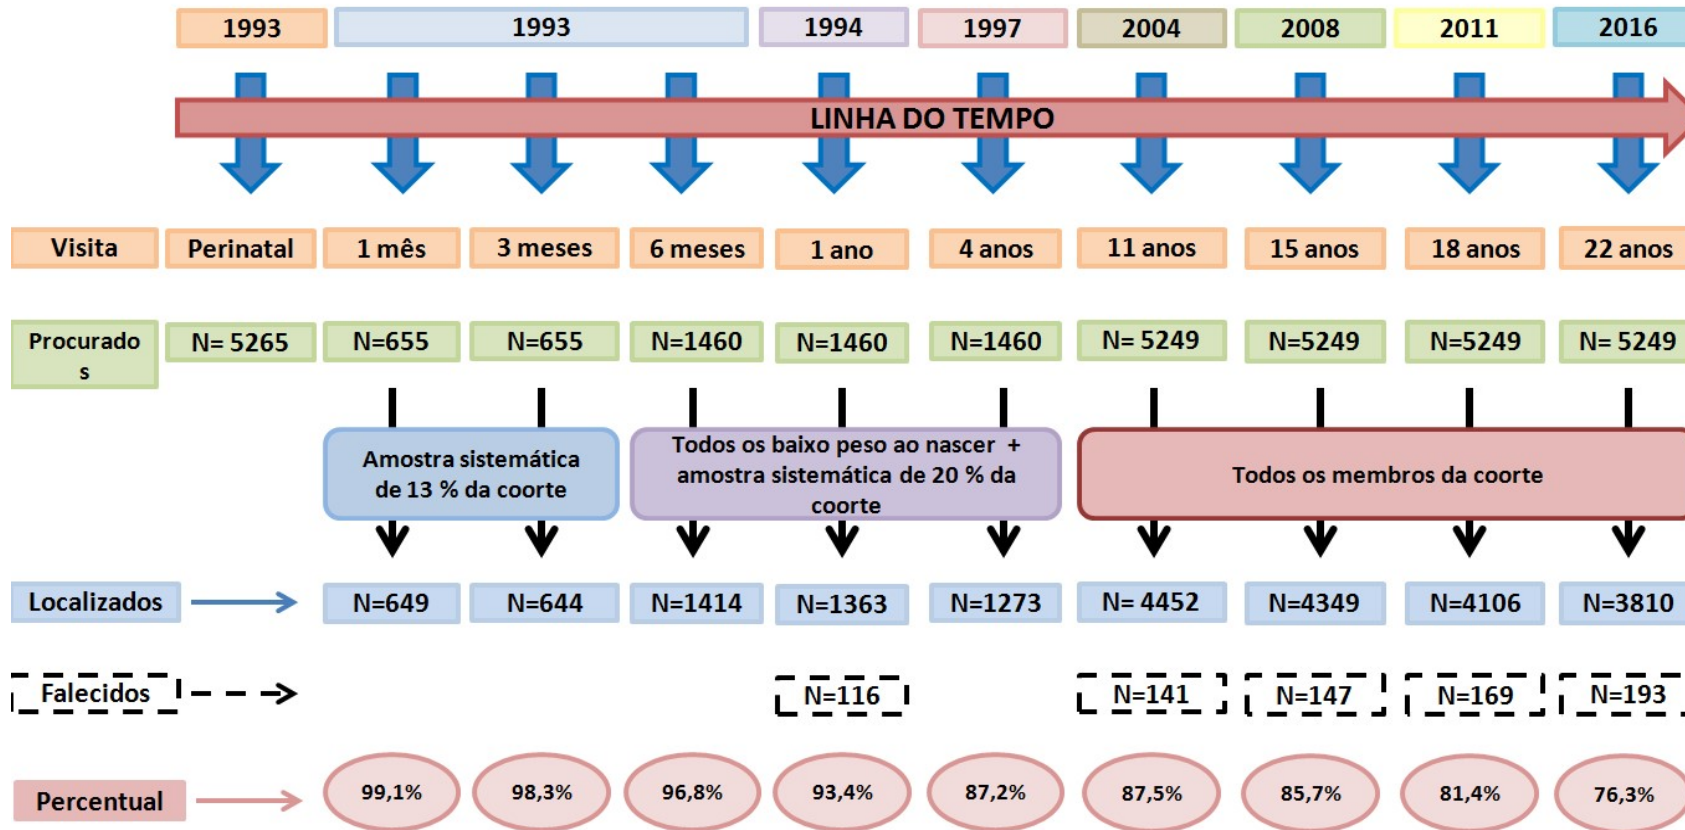 1993 1993 1994 1997 2004 2008 2011 2016
LINHA DO TEMPO
Visita Perinatal 1 mês 3 meses 6 meses 1 ano 4 anos 11 anos 15 anos 18 anos 22 anos
Procurado
s
N= 5265 N=655 N=655 N=1460 N=1460 N=1460 N= 5249 N=5249 N=5249 N= 5249
Amostra sistemática
de 13 % da coorte
Todos os baixo peso ao nascer +
amostra sistemática de 20 % da
coorte
Todos os membros da coorte
Localizados N=649 N=644 N=1414 N=1363 N=1273 N= 4452 N=4349 N=4106 N=3810
Falecidos N=116 N=141 N=147 N=169 N=193
Percentual 99,1% 98,3% 96,8% 93,4% 87,2% 87,5% 85,7% 81,4% 76,3%